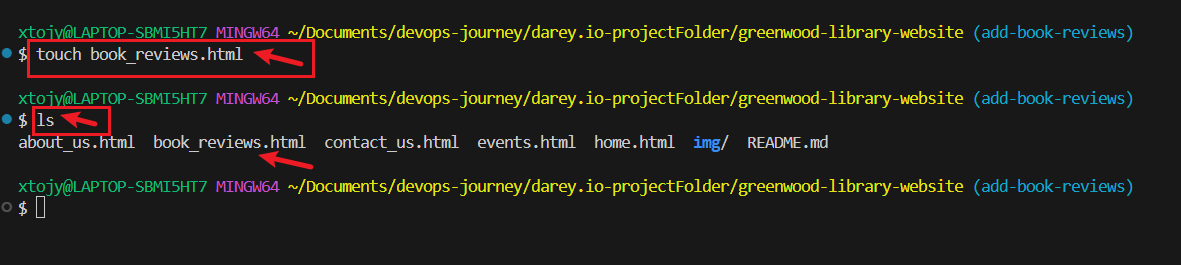 xtojy@LAPTOP-SBMI5HT7 MINGW64 ~/Documents/devops-journey/darey.io-projectFolder/greenwood-library-website (add-book-reviews)
$ touch book_reviews.html
xtojy@LAPTOP-SBMI5HT7 MINGW64 ~/Documents/devops-journey/darey.io-projectFolder/greenwood-library-website (add-book-reviews)
$ ls
about_us.html  book_reviews.html  contact_us.html  events.html  home.html  img/  README.md
xtojy@LAPTOP-SBMI5HT7 MINGW64 ~/Documents/devops-journey/darey.io-projectFolder/greenwood-library-website (add-book-reviews)
$